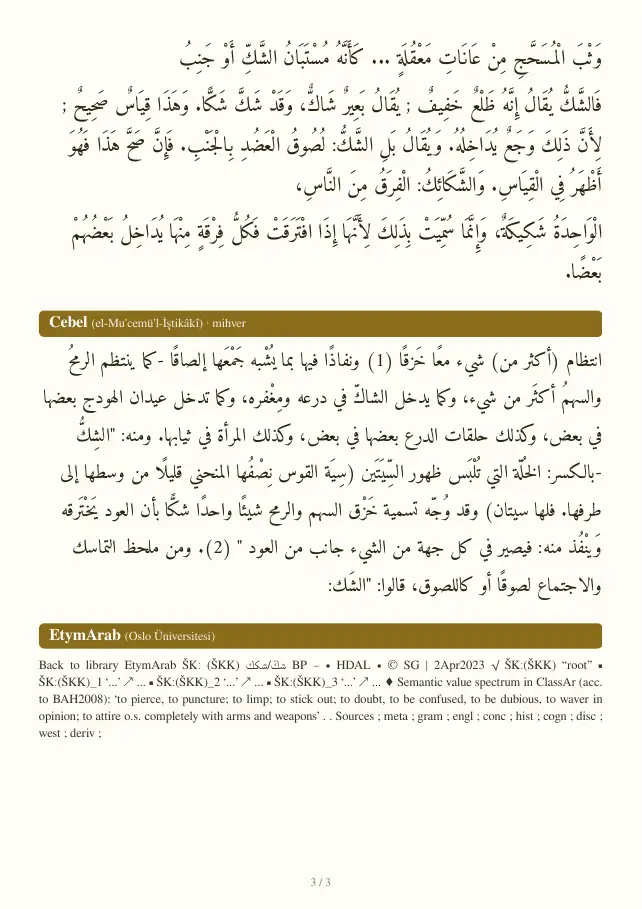 وَثْبَ الْمُسَحَّجِ مِنْ عَانَاتِ مَعْقُلَةٍ ... كَأَنَّهُ مُسْتَبَانُ الشَّكِّ أَوْ جَنِبُ
فَالشَّكُّ يُقَالُ إِنَّهُ ظَلْعٌ خَفِيفٌ ; يُقَالُ بَعِيرٌ شَاكٌّ، وَقَدْ شَكَّ شَكًّا. وَهَذَا قِيَاسٌ صَحِيحٌ ;
لِأَنَّ ذَلِكَ وَجَعٌ يُدَاخِلُهُ. وَيُقَالُ بَلِ الشَّكُّ: لُصُوقُ الْعَضُدِ بِالْجَنْبِ. فَإِنَّ صَحَّ هَذَا فَهُوَ
أَظْهَرُ فِي الْقِيَاسِ. وَالشَّكَائِكُ: الْفِرَقُ مِنَ النَّاسِ،
الْوَاحِدَةُ شَكِيكَةٌ، وَإِنَّمَا سُمِّيَتْ بِذَلِكَ لِأَنَّهَا إِذَا افْتَرَقَتْ فَكُلُّ فِرْقَةٍ مِنْهَا يُدَاخِلُ بَعْضُهُمْ
بَعْضًا.
Cebel (el-Mu'cemü'l-İştikâkî) · mihver
انتظام (أكثر من) شيء معًا خَزقًا (1) ونفاذًا فيها بما يُشْبه جَمْعَها إلصاقًا -كما ينتظم الرمحُ
والسهمُ أكثَر من شيء، وكما يدخل الشاكّ في درعه ومِغْفره، وكما تدخل عيدان الهودج بعضها
في بعض، وكذلك حلقات الدرع بعضها في بعض، وكذلك المرأة في ثيابها. ومنه: "الشِكُّ
-بالكسر: الخُلّة التي تُلْبَس ظهور السِّيَتَين (سِيَة القوس نِصْفُها المنحني قليلًا من وسطها إلى
طرفها. فلها سيتان) وقد وُجّه تسمية خَزْق السهم والرمح شيئًا واحدًا شكًّا بأن العود يَخْتَرقه
وَيَنْفُذ منه: فيصير في كل جهة من الشيء جانب من العود " (2). ومن ملحظ التماسك
والاجتماع لصوقًا أو كاللصوق، قالوا: "الشَك:
EtymArab (Oslo Üniversitesi)
Back to library EtymArab ŠK: (ŠKK) شكّ/شكك BP – • HDAL • © SG | 2Apr2023 √ ŠK:(ŠKK) “root” ▪
ŠK:(ŠKK)_1 ‘...’ ↗ ... ▪ ŠK:(ŠKK)_2 ‘...’ ↗ ... ▪ ŠK:(ŠKK)_3 ‘...’ ↗ ... ♦ Semantic value spectrum in ClassAr (acc.
to BAH2008): ‘to pierce, to puncture; to limp; to stick out; to doubt, to be confused, to be dubious, to waver in
opinion; to attire o.s. completely with arms and weapons’ . . Sources ; meta ; gram ; engl ; conc ; hist ; cogn ; disc ;
west ; deriv ;
3 / 3